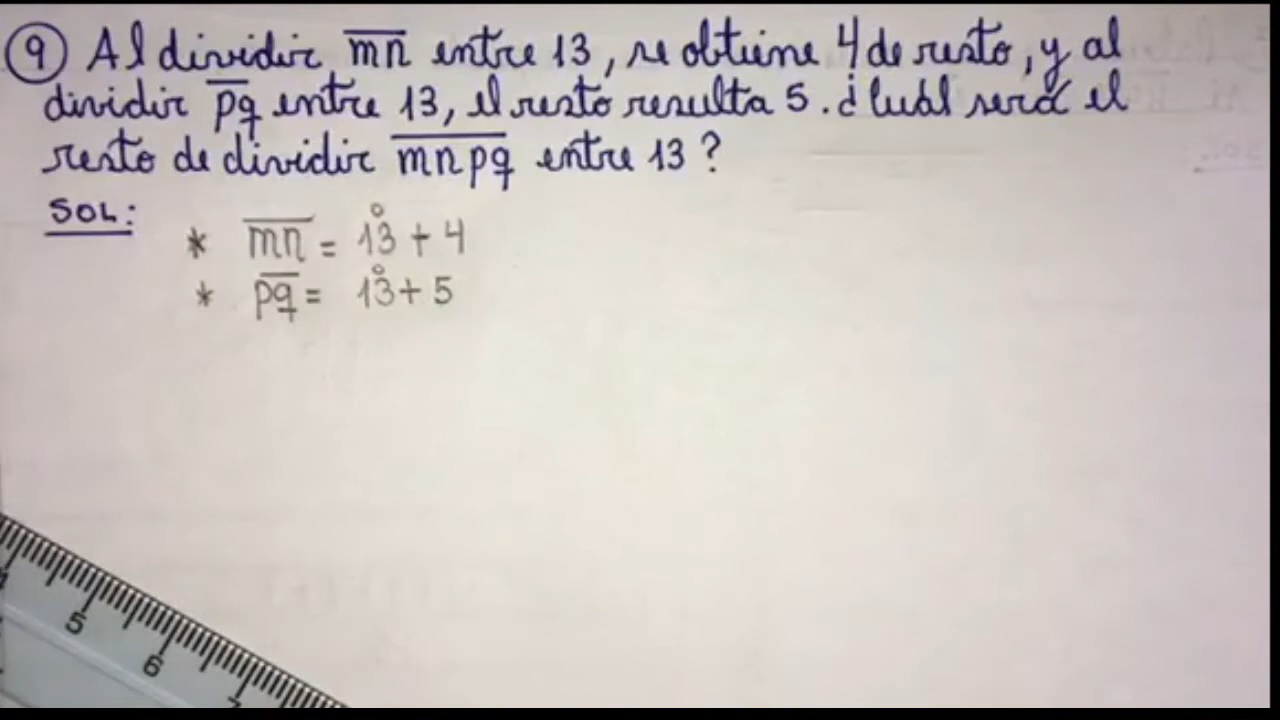 9 Al dividir mn entre 13, se obtiene 4 de resto, y al
dividir pq entre 13, el resto resulta 5. ¿Cuál será el
resto de dividir mnpq entre 13?
SOL:
* mn = 13 + 4
* pq = 13 + 5
5
6
7